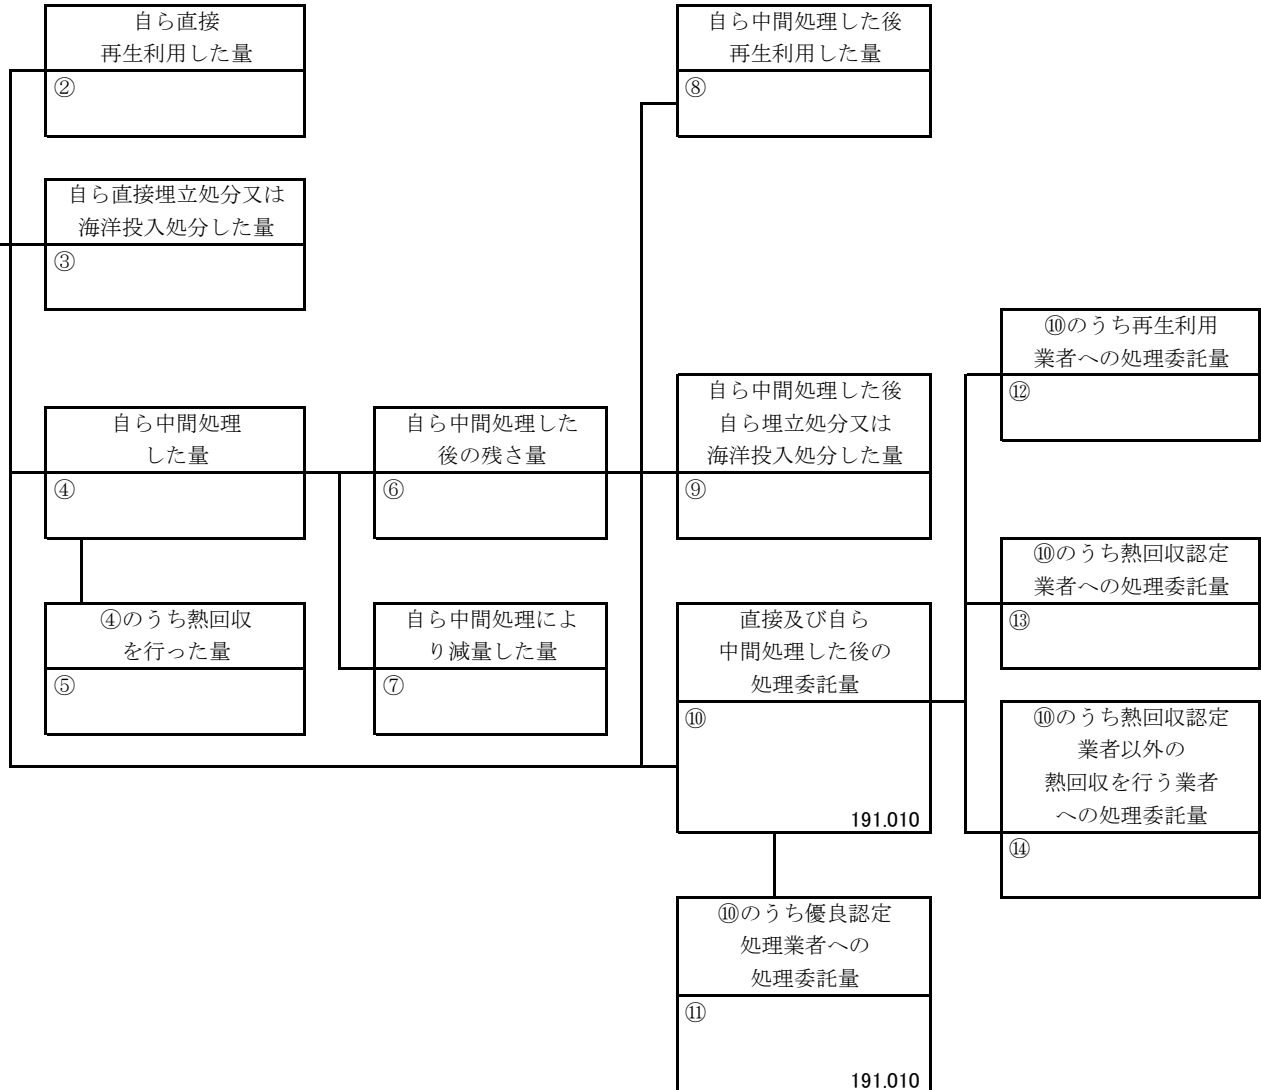 自ら直接
再生利用した量
②
自ら直接埋立処分又は
海洋投入処分した量
③
自ら中間処理
した量
④
④のうち熱回収
を行った量
⑤
自ら中間処理した
後の残さ量
⑥
自ら中間処理によ
り減量した量
⑦
自ら中間処理した後
再生利用した量
⑧
自ら中間処理した後
自ら埋立処分又は
海洋投入処分した量
⑨
直接及び自ら
中間処理した後の
処理委託量
⑩
191.010
⑩のうち優良認定
処理業者への
処理委託量
⑪
191.010
⑩のうち再生利用
業者への処理委託量
⑫
⑩のうち熱回収認定
業者への処理委託量
⑬
⑩のうち熱回収認定
業者以外の
熱回収を行う業者
への処理委託量
⑭